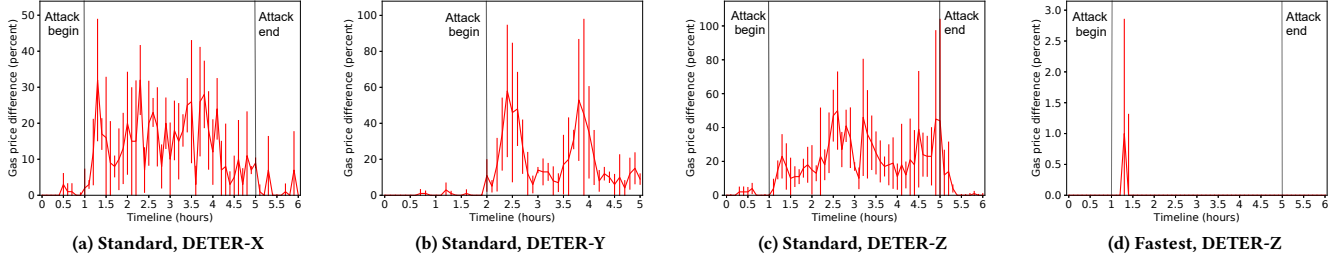 Attack
begin
Attack
end
Gas price difference (percent)
50
40
30
20
10
0
0 0.5 1 1.5 2 2.5 3 3.5 4 4.5 5 5.5 6
Timeline (hours)
(a) Standard, DETER-X
Attack
begin
Gas price difference (percent)
100
80
60
40
20
0
0 0.5 1 1.5 2 2.5 3 3.5 4 4.5 5
Timeline (hours)
(b) Standard, DETER-Y
Attack
begin
Attack
end
Gas price difference (percent)
100
80
60
40
20
0
0 0.5 1 1.5 2 2.5 3 3.5 4 4.5 5 5.5 6
Timeline (hours)
(c) Standard, DETER-Z
Attack
begin
Attack
end
Gas price difference (percent)
3.0
2.5
2.0
1.5
1.0
0.5
0.0
0 0.5 1 1.5 2 2.5 3 3.5 4 4.5 5 5.5 6
Timeline (hours)
(d) Fastest, DETER-Z